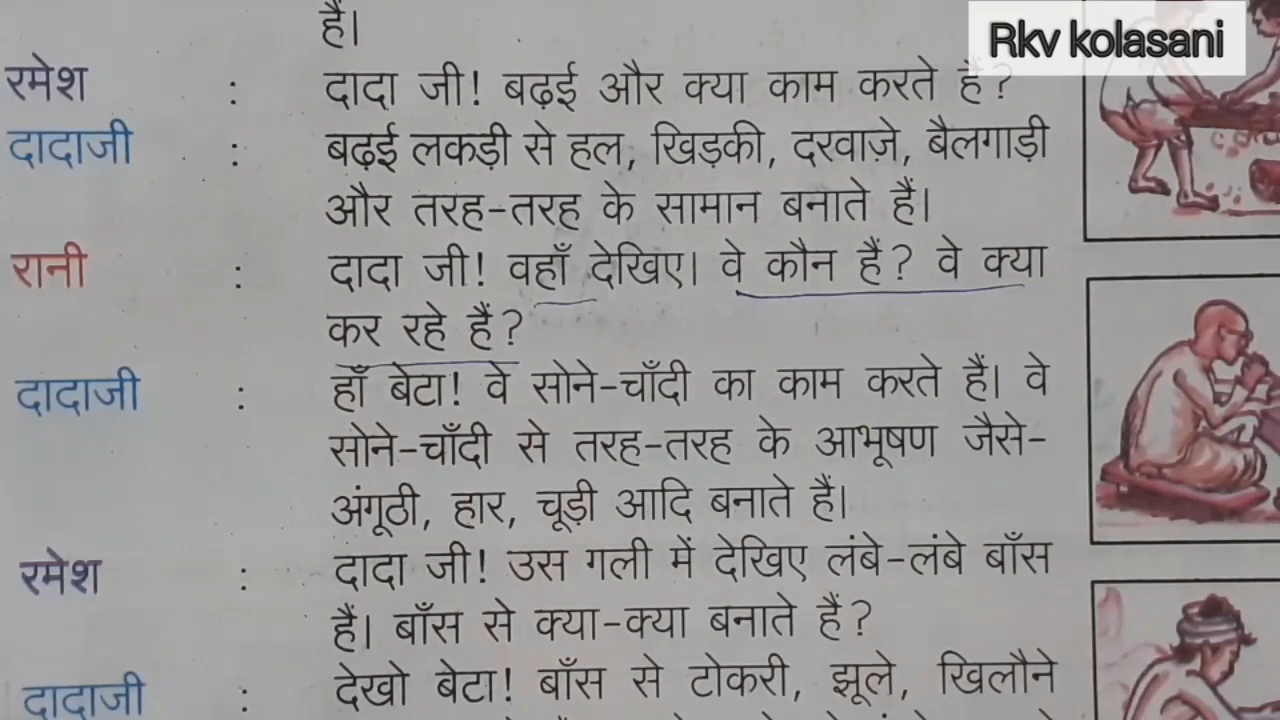 है।
Rkv kolasani
रमेश : दादा जी! बढ़ई और क्या काम करते हैं?
दादाजी : बढ़ई लकड़ी से हल, खिड़की, दरवाज़े, बैलगाड़ी
और तरह-तरह के सामान बनाते हैं।
रानी : दादा जी! वहाँ देखिए। वे कौन हैं? वे क्या
कर रहे हैं?
दादाजी : हाँ बेटा! वे सोने-चाँदी का काम करते हैं। वे
सोने-चाँदी से तरह-तरह के आभूषण जैसे-
अंगूठी, हार, चूड़ी आदि बनाते हैं।
रमेश : दादा जी! उस गली में देखिए लंबे-लंबे बाँस
हैं। बाँस से क्या-क्या बनाते हैं?
दादाजी : देखो बेटा! बाँस से टोकरी, झूले, खिलौने